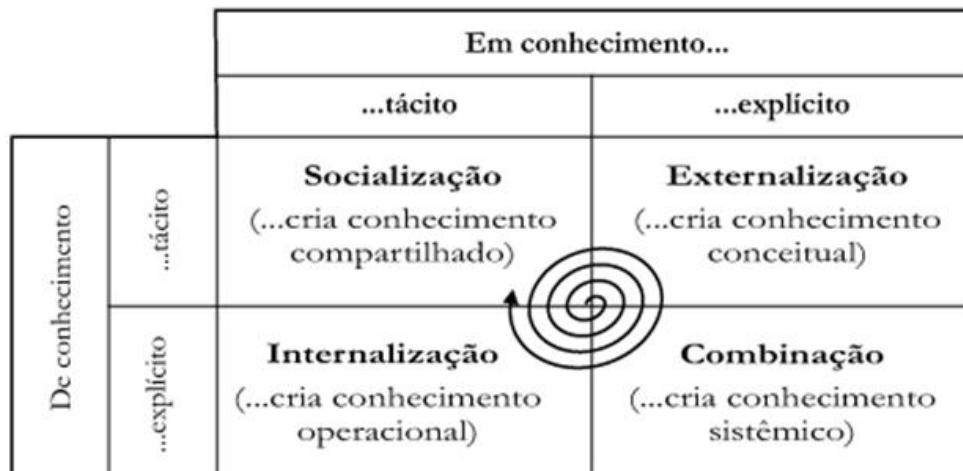 Em conhecimento...
...tácito
...explícito
De conhecimento
...tácito
Socialização
(...cria conhecimento
compartilhado)
Externalização
(...cria conhecimento
conceitual)
...explícito
Internalização
(...cria conhecimento
operacional)
Combinação
(...cria conhecimento
sistêmico)